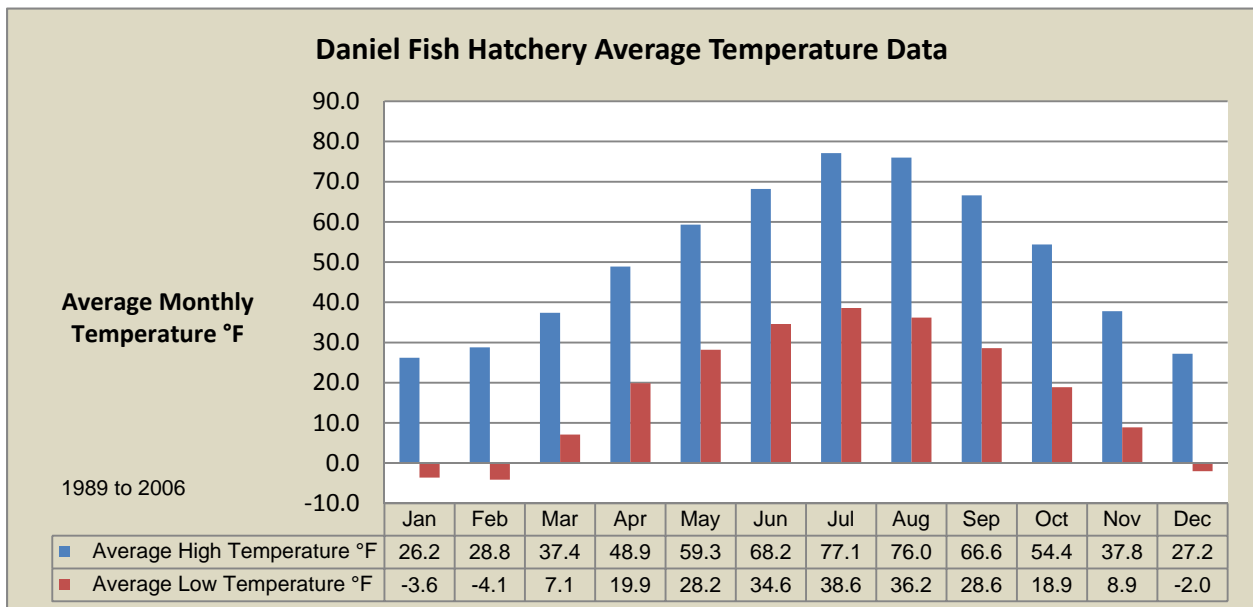 Daniel Fish Hatchery Average Temperature Data
90.0
80.0
70.0
60.0
50.0
40.0
30.0
20.0
10.0
0.0
-10.0
Average Monthly
Temperature °F
1989 to 2006
Jan Feb Mar Apr May Jun Jul Aug Sep Oct Nov Dec
Average High Temperature °F 26.2 28.8 37.4 48.9 59.3 68.2 77.1 76.0 66.6 54.4 37.8 27.2
Average Low Temperature °F -3.6 -4.1 7.1 19.9 28.2 34.6 38.6 36.2 28.6 18.9 8.9 -2.0